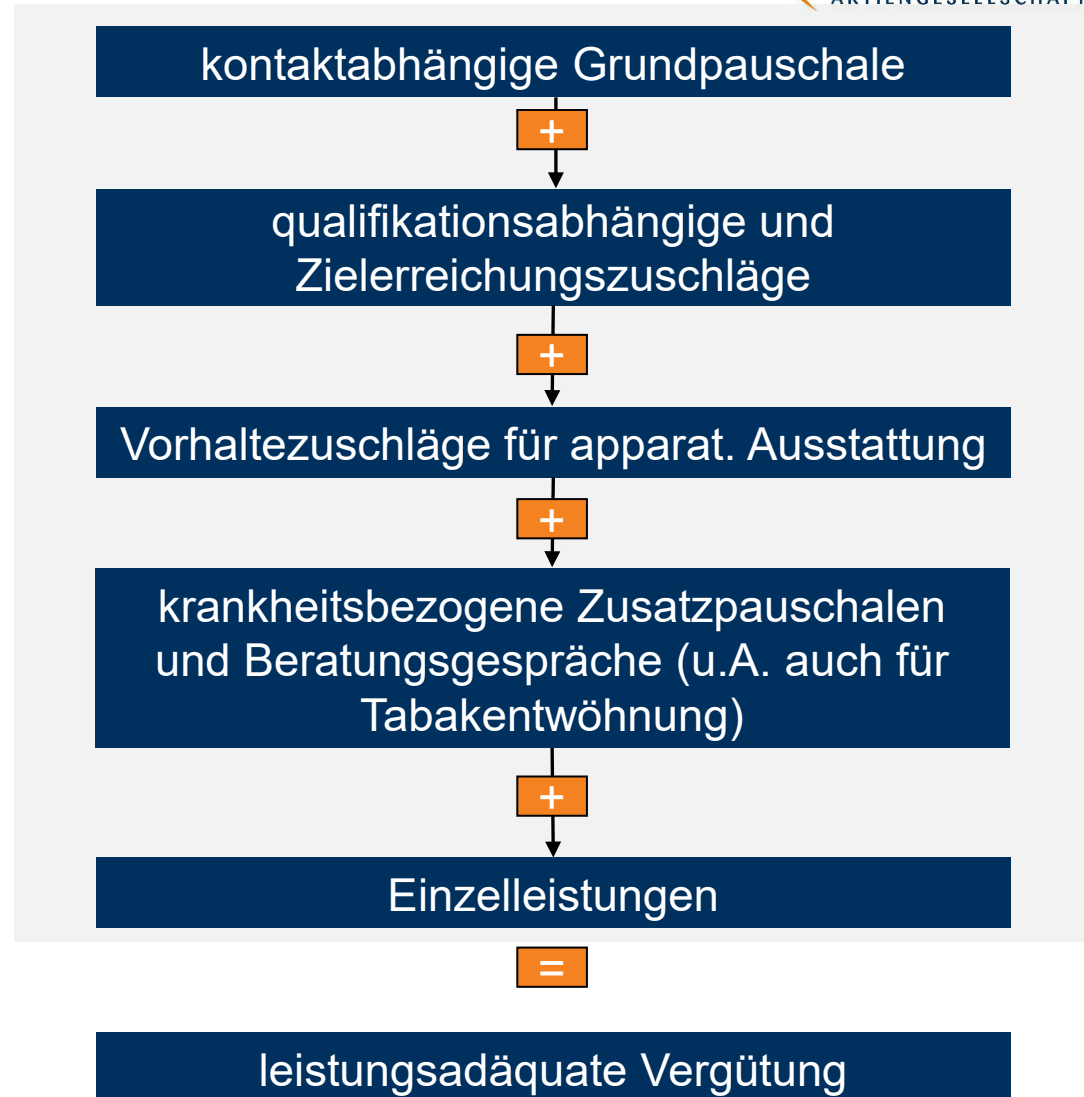 AKTIENGESELLSCHAFT
kontaktabhängige Grundpauschale
+
qualifikationsabhängige und
Zielerreichungszuschläge
+
Vorhaltezuschläge für apparat. Ausstattung
+
krankheitsbezogene Zusatzpauschalen
und Beratungsgespräche (u.A. auch für
Tabakentwöhnung)
+
Einzelleistungen
=
leistungsadäquate Vergütung